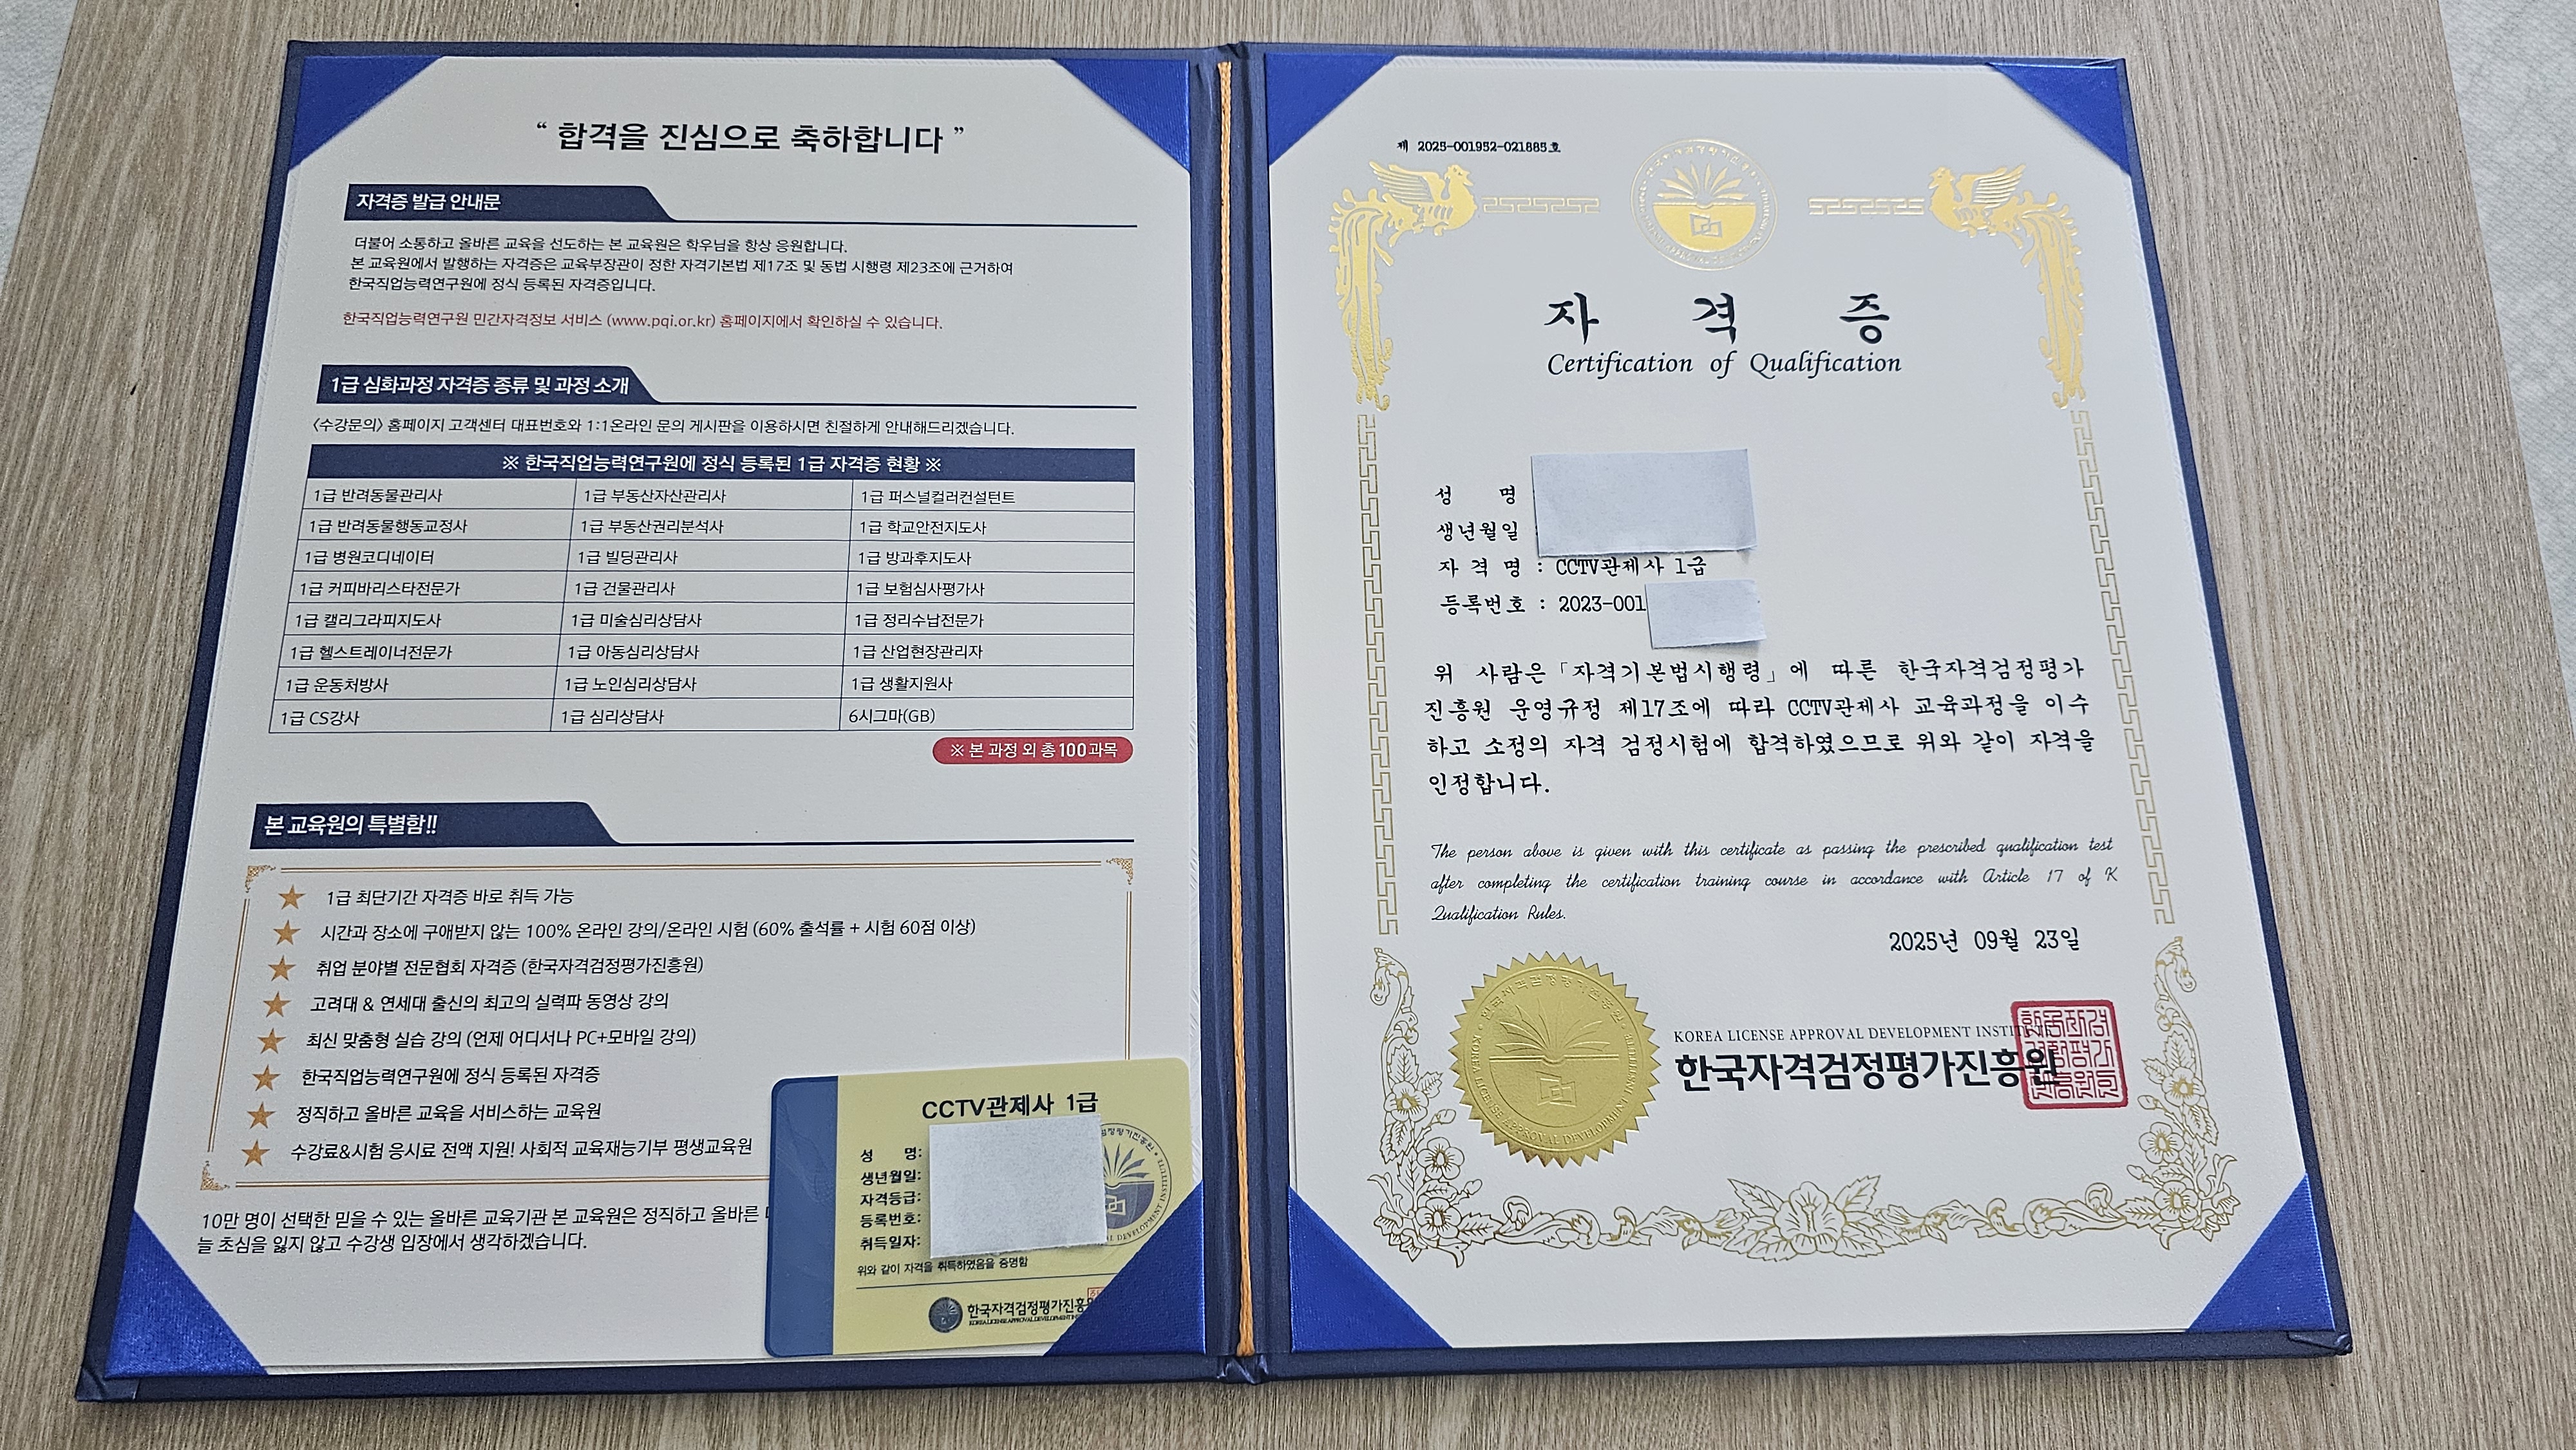 “ 합격을 진심으로 축하합니다 ”
자격증 발급 안내문
더불어 소통하고 올바른 교육을 선도하는 본 교육원은 학우님을 항상 응원합니다.
본 교육원에서 발행하는 자격증은 교육부장관이 정한 자격기본법 제17조 및 동법 시행령 제23조에 근거하여
한국직업능력연구원에 정식 등록된 자격증입니다.
한국직업능력연구원 민간자격정보 서비스 (www.pqi.or.kr) 홈페이지에서 확인하실 수 있습니다.
1급 심화과정 자격증 종류 및 과정 소개
〈수강문의〉 홈페이지 고객센터 대표번호와 1:1온라인 문의 게시판을 이용하시면 친절하게 안내해드리겠습니다.
※ 한국직업능력연구원에 정식 등록된 1급 자격증 현황 ※
1급 반려동물관리사 1급 부동산자산관리사 1급 퍼스널컬러컨설턴트
1급 반려동물행동교정사 1급 부동산권리분석사 1급 학교안전지도사
1급 병원코디네이터 1급 빌딩관리사 1급 방과후지도사
1급 커피바리스타전문가 1급 건물관리사 1급 보험심사평가사
1급 캘리그라피지도사 1급 미술심리상담사 1급 정리수납전문가
1급 헬스트레이너전문가 1급 아동심리상담사 1급 산업현장관리자
1급 운동처방사 1급 노인심리상담사 1급 생활지원사
1급 CS강사 1급 심리상담사 6시그마(GB)
※ 본 과정 외 총 100과목
본 교육원의 특별함!!
1급 최단기간 자격증 바로 취득 가능
시간과 장소에 구애받지 않는 100% 온라인 강의/온라인 시험 (60% 출석률 + 시험 60점 이상)
취업 분야별 전문협회 자격증 (한국자격검정평가진흥원)
고려대 & 연세대 출신의 최고의 실력파 동영상 강의
최신 맞춤형 실습 강의 (언제 어디서나 PC+모바일 강의)
한국직업능력연구원에 정식 등록된 자격증
정직하고 올바른 교육을 서비스하는 교육원
수강료&시험 응시료 전액 지원! 사회적 교육재능기부 평생교육원
10만 명이 선택한 믿을 수 있는 올바른 교육기관 본 교육원은 정직하고 올바른
늘 초심을 잃지 않고 수강생 입장에서 생각하겠습니다.
CCTV관제사 1급
성 명:
생년월일:
자격등급:
등록번호:
취득일자:
위와 같이 자격을 취득하였음을 증명함
한국자격검정평가진흥
제 2025-001952-021885호
자 격 증
Certification of Qualification
성 명
생년월일
자 격 명 : CCTV관제사 1급
등록번호 : 2023-001
위 사람은「자격기본법시행령」에 따른 한국자격검정평가
진흥원 운영규정 제17조에 따라 CCTV관제사 교육과정을 이수
하고 소정의 자격 검정시험에 합격하였으므로 위와 같이 자격을
인정합니다.
The person above is given with this certificate as passing the prescribed qualification test
after completing the certification training course in accordance with Article 17 of K
Qualification Rules.
2025년 09월 23일
KOREA LICENSE APPROVAL DEVELOPMENT INSTITUTE
한국자격검정평가진흥원